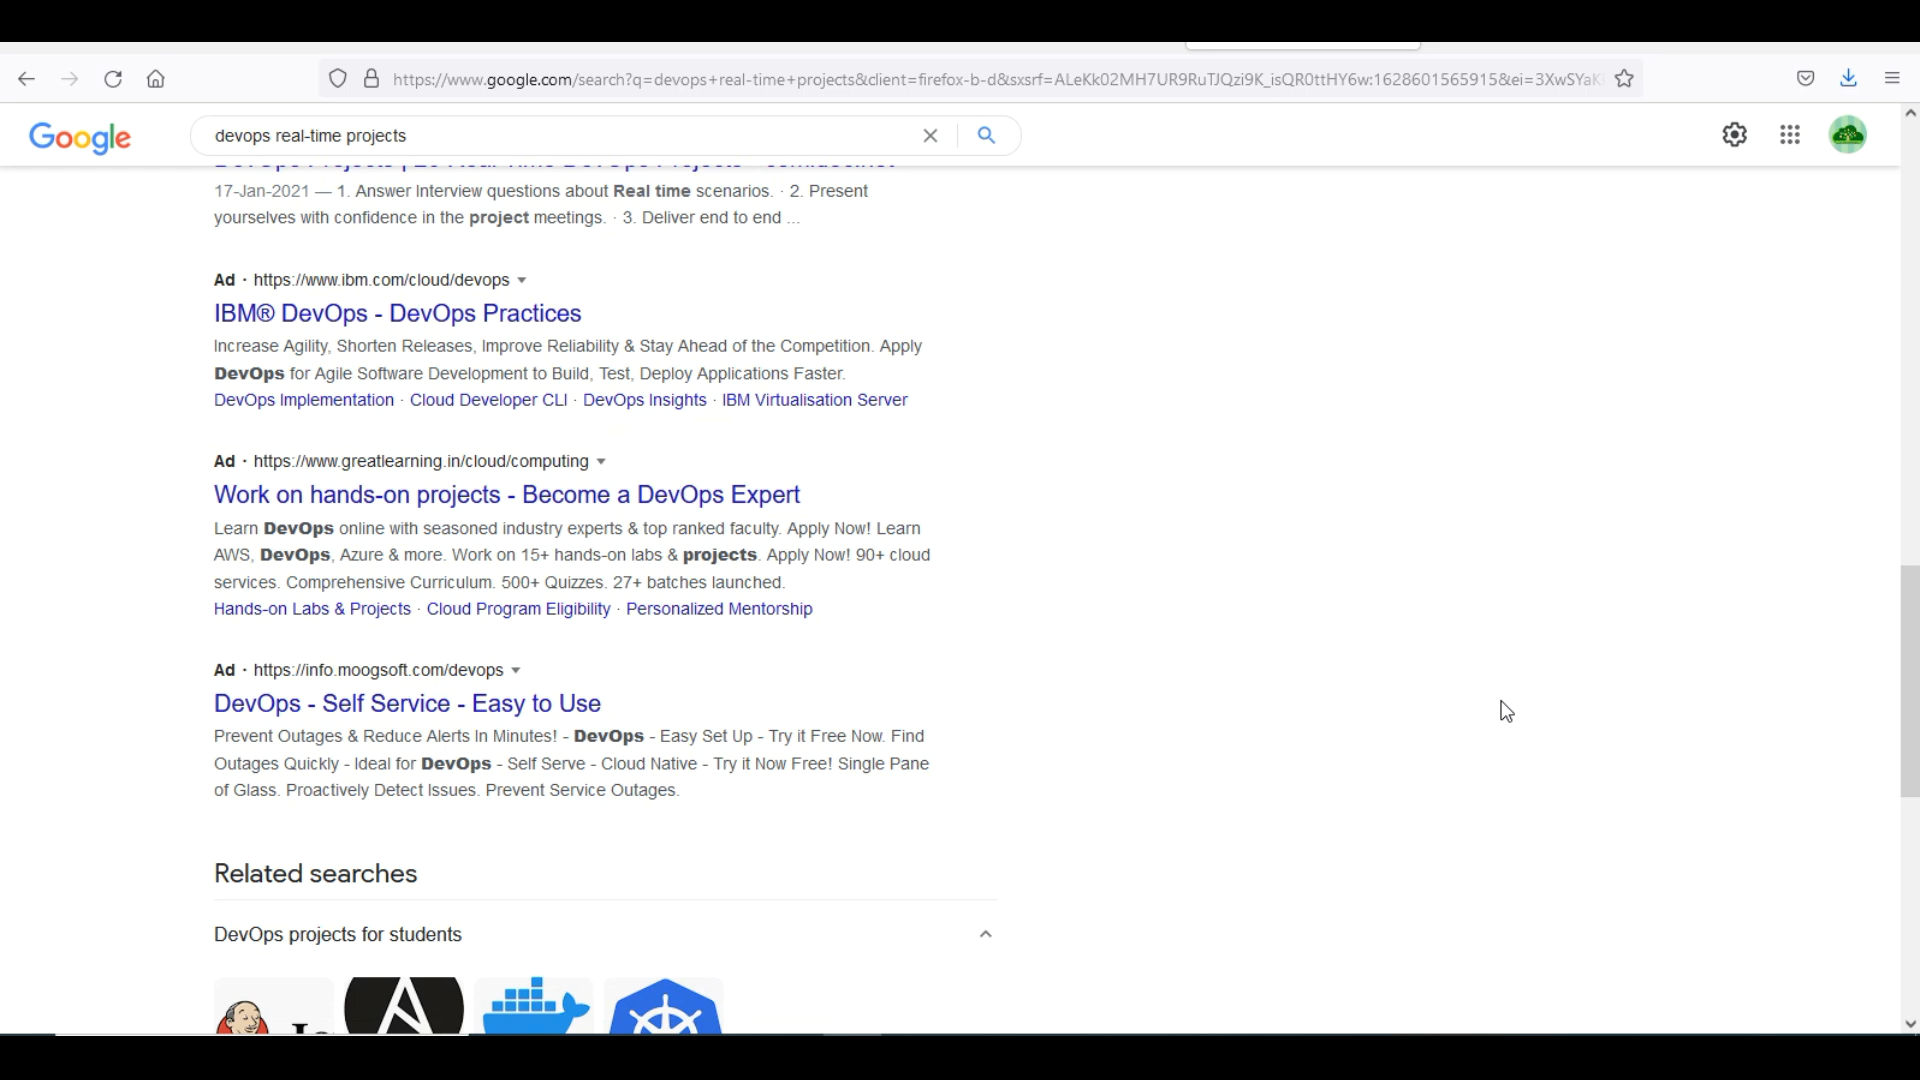 https://www.google.com/search?q=devops+real-time+projects&client=firefox-b-d&sxsrf=ALeKk02MH7UR9RuTJQzi9K_isQR0ttHY6w:1628601565915&ei=3XwSYaK
Google
devops real-time projects
17-Jan-2021 — 1. Answer Interview questions about Real time scenarios. · 2. Present
yourselves with confidence in the project meetings. · 3. Deliver end to end ...
Ad · https://www.ibm.com/cloud/devops
IBM® DevOps - DevOps Practices
Increase Agility, Shorten Releases, Improve Reliability & Stay Ahead of the Competition. Apply
DevOps for Agile Software Development to Build, Test, Deploy Applications Faster.
DevOps Implementation · Cloud Developer CLI · DevOps Insights · IBM Virtualisation Server
Ad · https://www.greatlearning.in/cloud/computing
Work on hands-on projects - Become a DevOps Expert
Learn DevOps online with seasoned industry experts & top ranked faculty. Apply Now! Learn
AWS, DevOps, Azure & more. Work on 15+ hands-on labs & projects. Apply Now! 90+ cloud
services. Comprehensive Curriculum. 500+ Quizzes. 27+ batches launched.
Hands-on Labs & Projects · Cloud Program Eligibility · Personalized Mentorship
Ad · https://info.moogsoft.com/devops
DevOps - Self Service - Easy to Use
Prevent Outages & Reduce Alerts In Minutes! - DevOps - Easy Set Up - Try it Free Now. Find
Outages Quickly - Ideal for DevOps - Self Serve - Cloud Native - Try it Now Free! Single Pane
of Glass. Proactively Detect Issues. Prevent Service Outages.
Related searches
DevOps projects for students